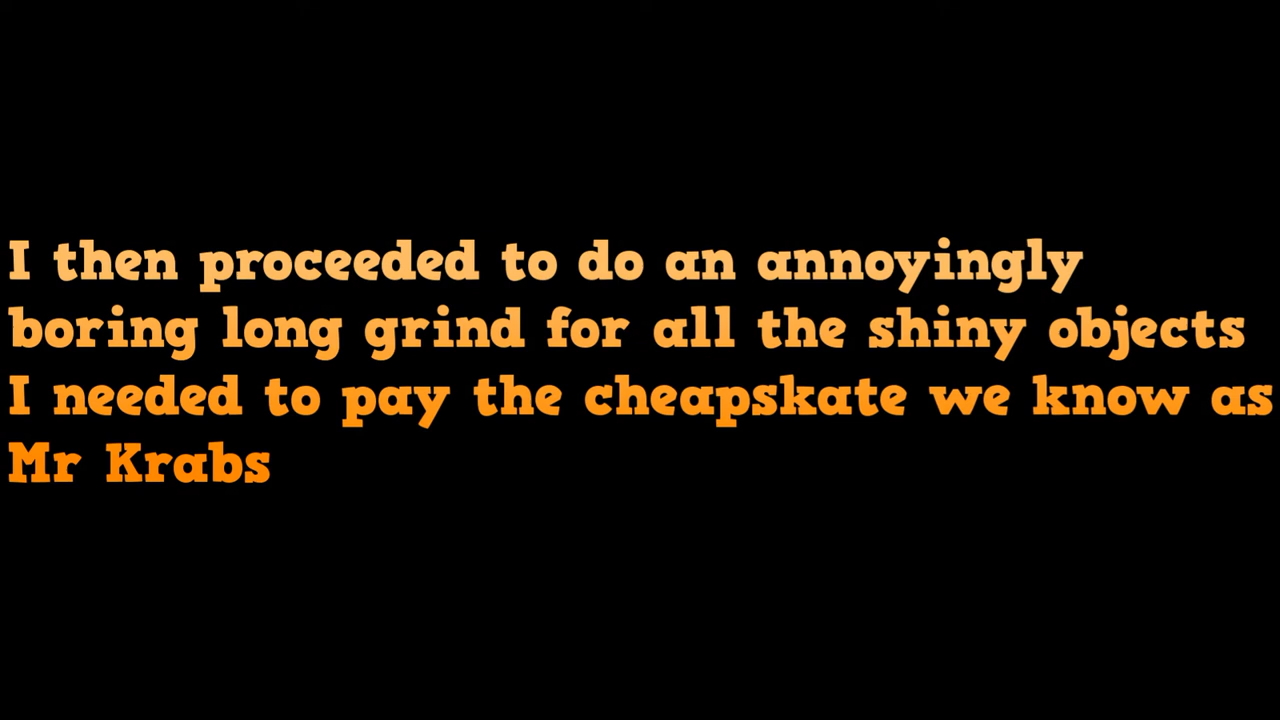 I then proceeded to do an annoyingly
boring long grind for all the shiny objects
I needed to pay the cheapskate we know as
Mr Krabs